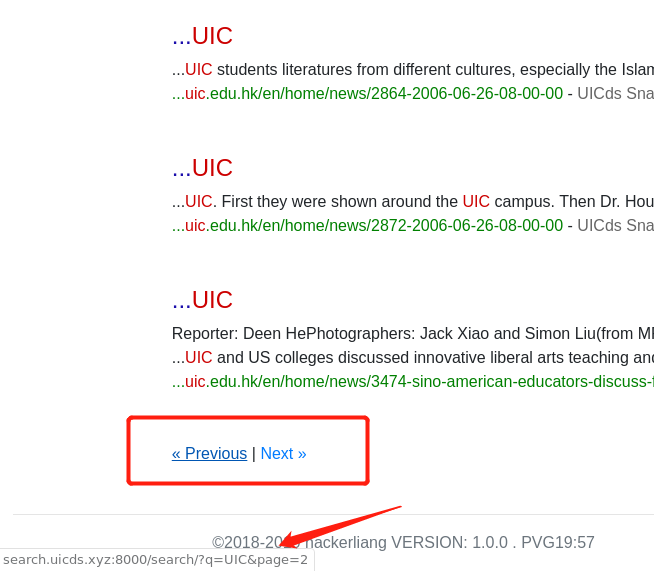 ...UIC
...UIC students literatures from different cultures, especially the Islam
...uic.edu.hk/en/home/news/2864-2006-06-26-08-00-00 - UICds Sna
...UIC
...UIC. First they were shown around the UIC campus. Then Dr. Hou
...uic.edu.hk/en/home/news/2872-2006-06-26-08-00-00 - UICds Sna
...UIC
Reporter: Deen HePhotographers: Jack Xiao and Simon Liu(from
...UIC and US colleges discussed innovative liberal arts teaching and
...uic.edu.hk/en/home/news/3474-sino-american-educators-discuss-
« Previous | Next »
hackerliang VERSION: 1.0.0 . PVG19:57
search.uicds.xyz:8000/search/?q=UIC&page=2